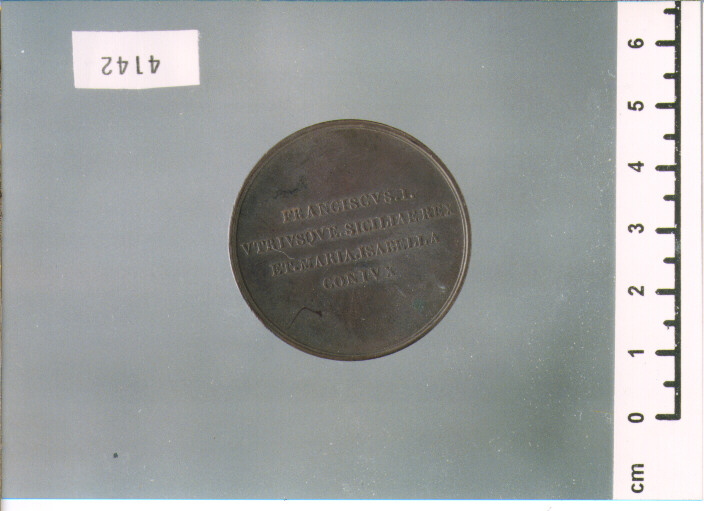 4142
FRANCISCVS.I.
VTRIVSQVE.SICILIAE.REX
ET.MARIA.ISABELLA
CONIVX
6
5
4
3
2
1
0
cm